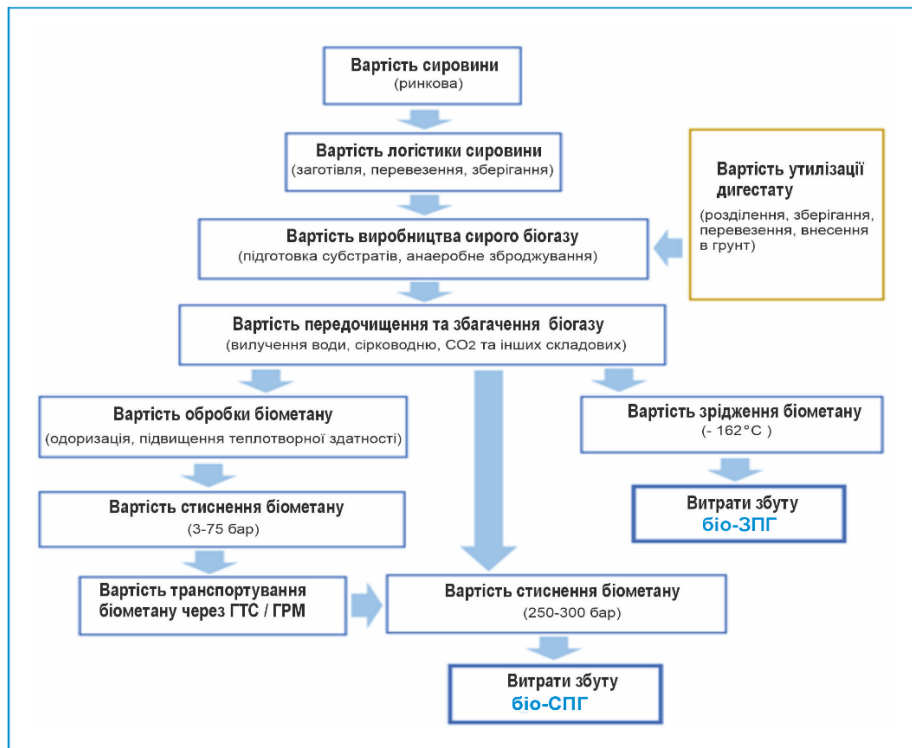 Вартість сировини
(ринкова)
Вартість логістики сировини
(заготівля, перевезення, зберігання)
Вартість утилізації
дигестату
(розділення, зберігання,
перевезення, внесення
в грунт)
Вартість виробництва сирого біогазу
(підготовка субстратів, анаеробне зброджування)
Вартість передочищення та збагачення біогазу
(вилучення води, сірководню, CO2 та інших складових)
Вартість обробки біометану
(одоризація, підвищення теплотворної здатності)
Вартість зрідження біометану
(- 162°C )
Вартість стиснення біометану
(3-75 бар)
Витрати збуту
біо-ЗПГ
Вартість транспортування
біометану через ГТС / ГРМ
Вартість стиснення біометану
(250-300 бар)
Витрати збуту
біо-СПГ